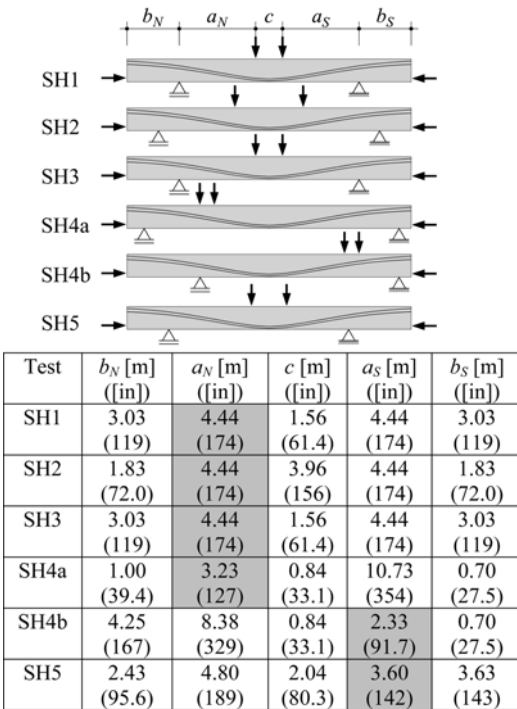 b_N a_N c a_S b_S
SH1
SH2
SH3
SH4a
SH4b
SH5
Test b_N [m] a_N [m] c [m] a_S [m] b_S [m]
([in]) ([in]) ([in]) ([in]) ([in])
SH1 3.03 4.44 1.56 4.44 3.03
(119) (174) (61.4) (174) (119)
SH2 1.83 4.44 3.96 4.44 1.83
(72.0) (174) (156) (174) (72.0)
SH3 3.03 4.44 1.56 4.44 3.03
(119) (174) (61.4) (174) (119)
SH4a 1.00 3.23 0.84 10.73 0.70
(39.4) (127) (33.1) (354) (27.5)
SH4b 4.25 8.38 0.84 2.33 0.70
(167) (329) (33.1) (91.7) (27.5)
SH5 2.43 4.80 2.04 3.60 3.63
(95.6) (189) (80.3) (142) (143)